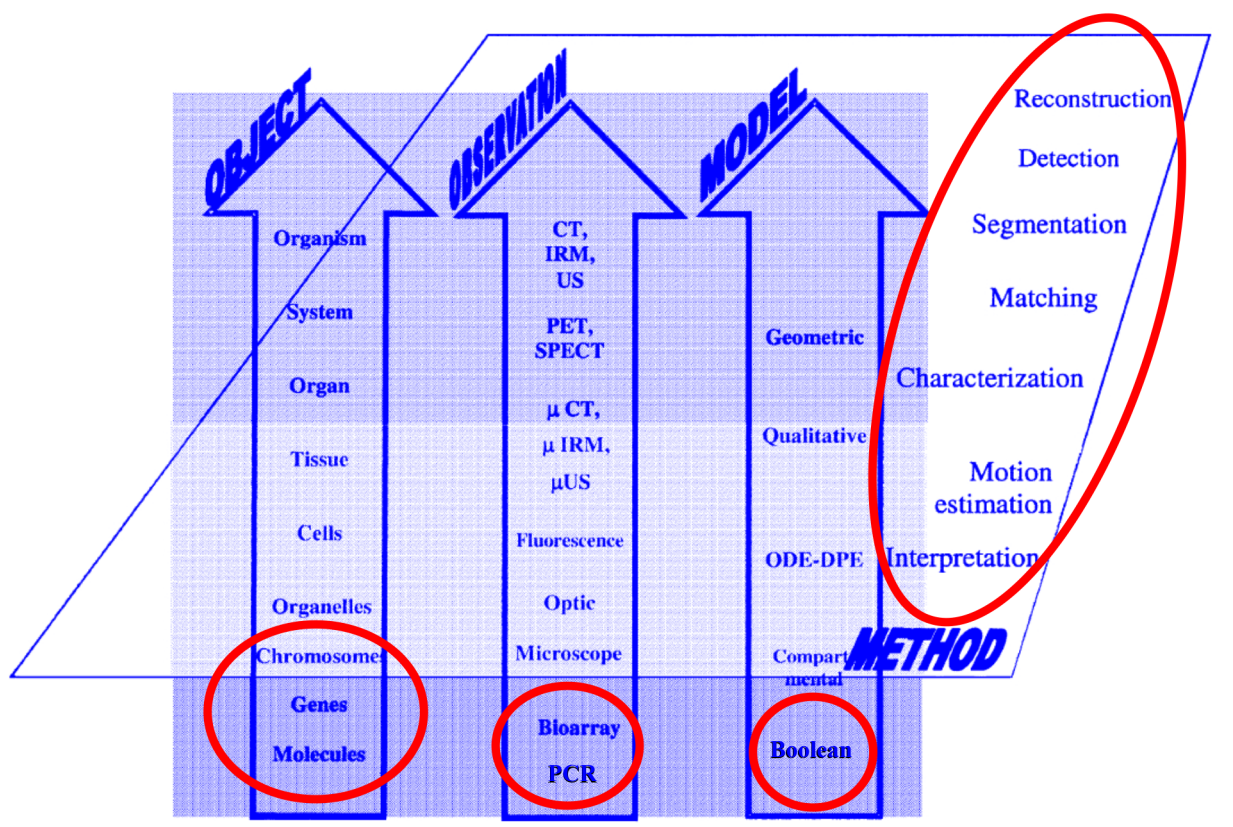 OBJECT
Organism
System
Organ
Tissue
Cells
Organelles
Chromosomes
Genes
Molecules
OBSERVATION
CT,
IRM,
US
PET,
SPECT
μ CT,
μ IRM,
μUS
Fluorescence
Optic
Microscope
Bioarray
PCR
MODEL
Geometric
Qualitative
ODE-DPE
Compart
mental
Boolean
Reconstruction
Detection
Segmentation
Matching
Characterization
Motion
estimation
Interpretation
METHOD